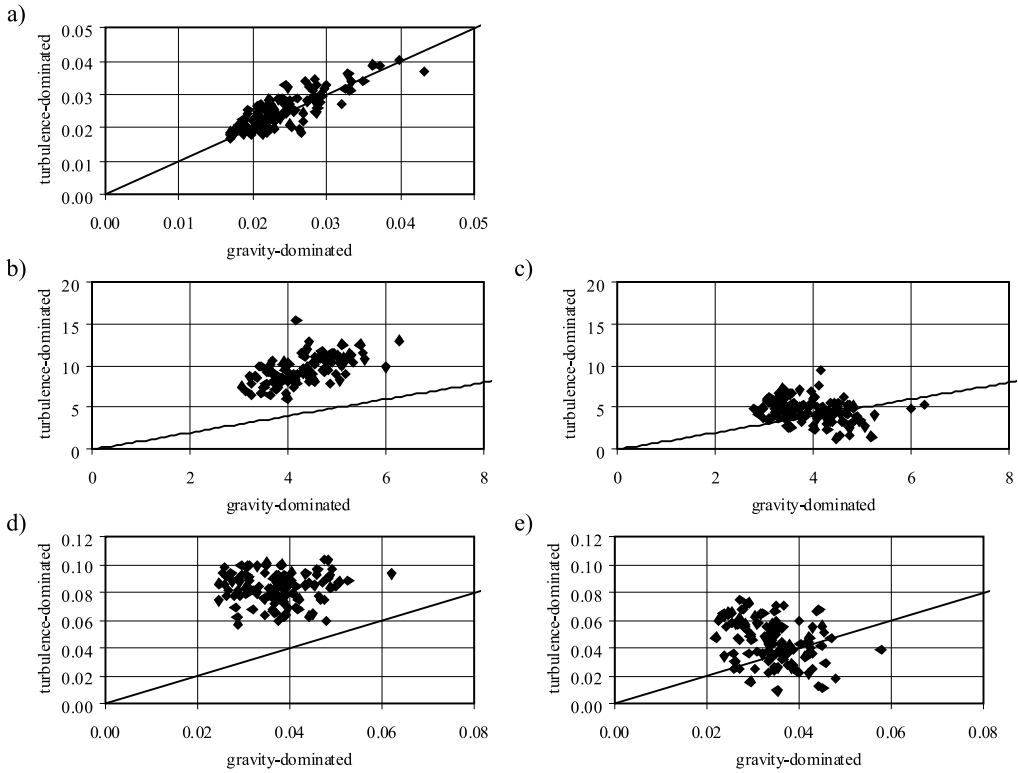 a)
turbulence-dominated
0.05
0.04
0.03
0.02
0.01
0.00
0.00 0.01 0.02 0.03 0.04 0.05
gravity-dominated
b)
turbulence-dominated
20
15
10
5
0
0 2 4 6 8
gravity-dominated
c)
turbulence-dominated
20
15
10
5
0
0 2 4 6 8
gravity-dominated
d)
turbulence-dominated
0.12
0.10
0.08
0.06
0.04
0.02
0.00
0.00 0.02 0.04 0.06 0.08
gravity-dominated
e)
turbulence-dominated
0.12
0.10
0.08
0.06
0.04
0.02
0.00
0.00 0.02 0.04 0.06 0.08
gravity-dominated